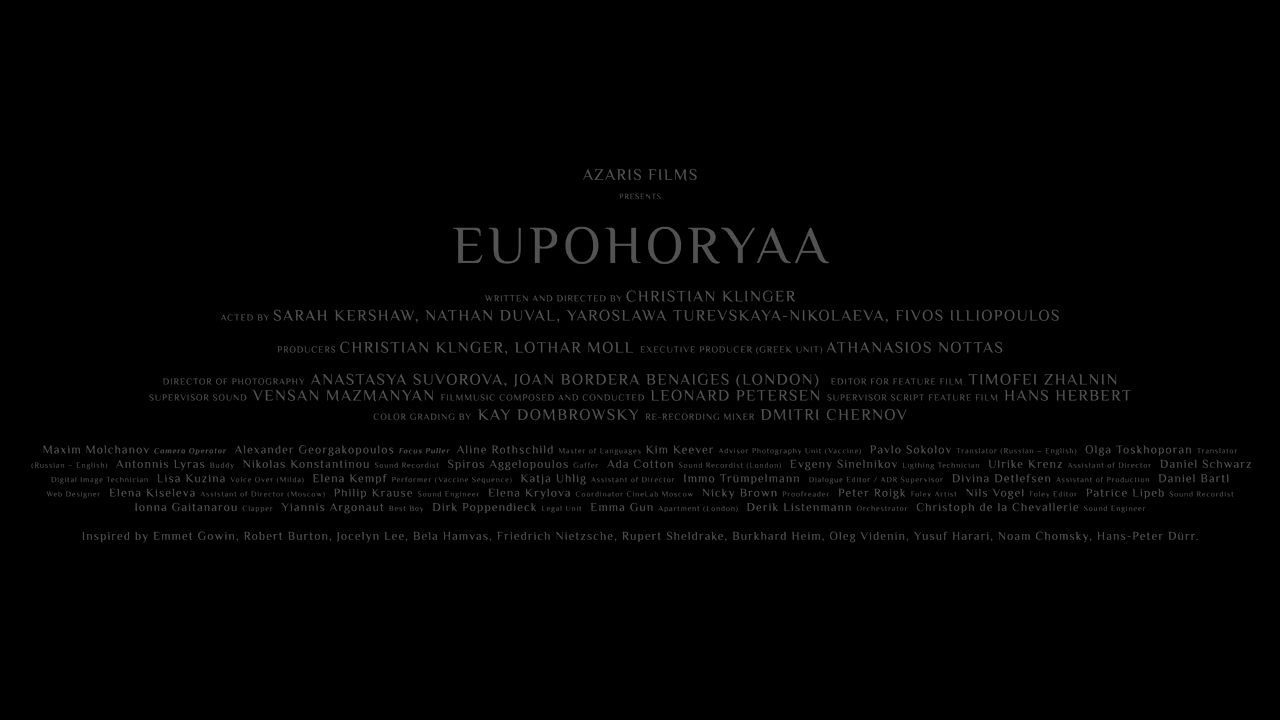 AZARIS FILMS
PRESENTS
EUPOHORYAA
WRITTEN AND DIRECTED BY CHRISTIAN KLINGER
ACTED BY SARAH KERSHAW, NATHAN DUVAL, YAROSLAWA TUREVSKAYA-NIKOLAEVA, FIVOS ILLIOPOULOS
PRODUCERS CHRISTIAN KLNGER, LOTHAR MOLL EXECUTIVE PRODUCER (GREEK UNIT) ATHANASIOS NOTTAS
DIRECTOR OF PHOTOGRAPHY ANASTASYA SUVOROVA, JOAN BORDERA BENAIGES (LONDON) EDITOR FOR FEATURE FILM TIMOFEI ZHALNIN
SUPERVISOR SOUND VENSAN MAZMANYAN FILMMUSIC COMPOSED AND CONDUCTED LEONARD PETERSEN SUPERVISOR SCRIPT FEATURE FILM HANS HERBERT
COLOR GRADING BY KAY DOMBROWSKY RE-RECORDING MIXER DMITRI CHERNOV
Maxim Molchanov Camera Operator Alexander Georgakopoulos Focus Puller Aline Rothschild Master of Languages Kim Keever Advisor Photography Unit (Vaccine) Pavlo Sokolov Translator (Russian – English) Olga Toskhoporan Translator
(Russian – English) Antonnis Lyras Buddy Nikolas Konstantinou Sound Recordist Spiros Aggelopoulos Gaffer Ada Cotton Sound Recordist (London) Evgeny Sinelnikov Ligthing Technician Ulrike Krenz Assistant of Director Daniel Schwarz
Digital Image Technician Lisa Kuzina Voice Over (Milda) Elena Kempf Performer (Vaccine Sequence) Katja Uhlig Assistant of Director Immo Trümpelmann Dialogue Editor / ADR Supervisor Divina Detlefsen Assistant of Production Daniel Bartl
Web Designer Elena Kiseleva Assistant of Director (Moscow) Philip Krause Sound Engineer Elena Krylova Coordinator CineLab Moscow Nicky Brown Proofreader Peter Roigk Foley Artist Nils Vogel Foley Editor Patrice Lipeb Sound Recordist
Ionna Gaitanarou Clapper Yiannis Argonaut Best Boy Dirk Poppendieck Legal Unit Emma Gun Apartment (London) Derik Listenmann Orchestrator Christoph de la Chevallerie Sound Engineer
Inspired by Emmet Gowin, Robert Burton, Jocelyn Lee, Bela Hamvas, Friedrich Nietzsche, Rupert Sheldrake, Burkhard Heim, Oleg Videnin, Yusuf Harari, Noam Chomsky, Hans-Peter Dürr.